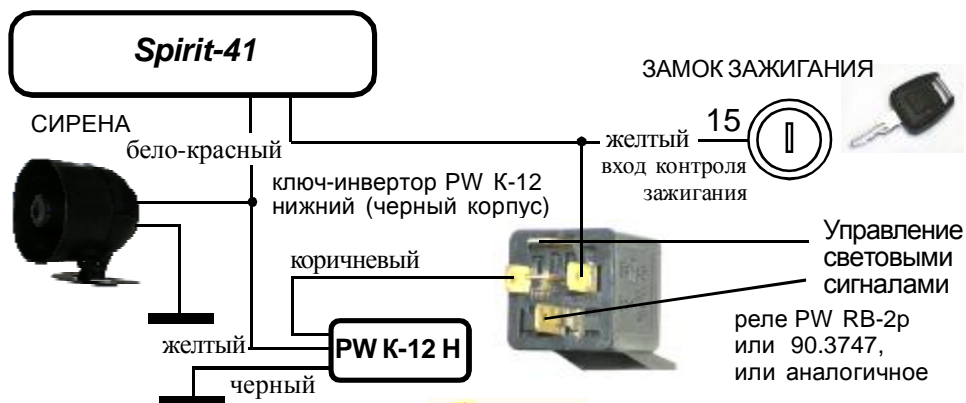 Spirit-41
ЗАМОК ЗАЖИГАНИЯ
СИРЕНА
бело-красный
желтый 15
вход контроля
зажигания
ключ-инвертор PW К-12
нижний (черный корпус)
Управление
световыми
сигналами
коричневый
реле PW RB-2р
или 90.3747,
или аналогичное
желтый
PW К-12 Н
черный